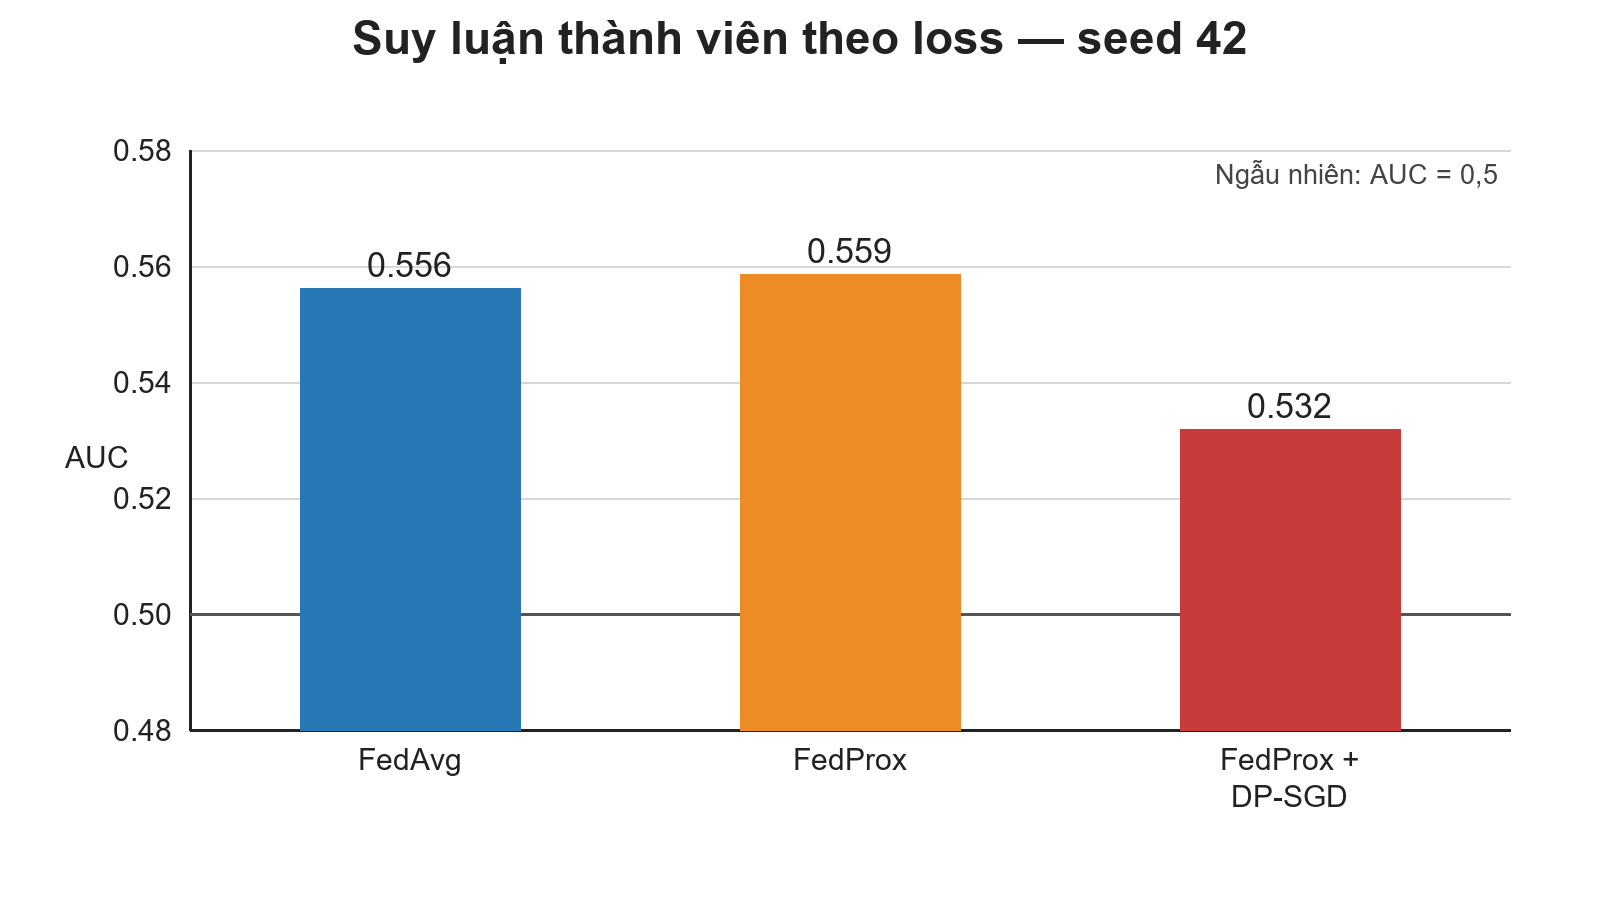 Suy luận thành viên theo loss — seed 42
0.58
Ngẫu nhiên: AUC = 0,5
0.56
0.556
0.559
0.54
0.532
AUC
0.52
0.50
0.48
FedAvg
FedProx
FedProx +
DP-SGD